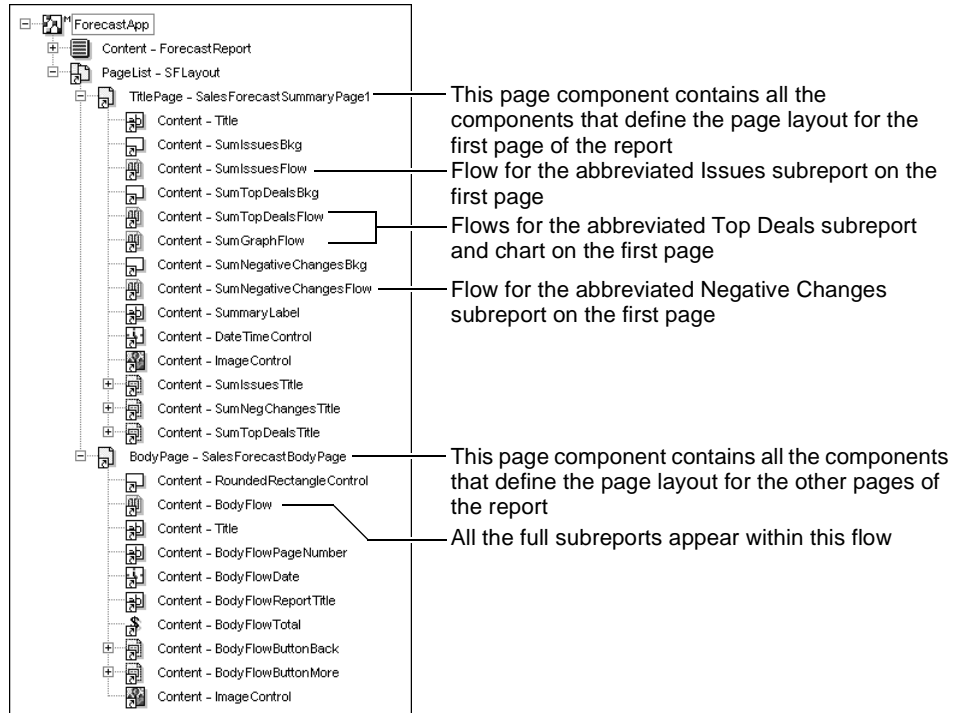 M ForecastApp
Content - ForecastReport
PageList - SFLayout
TitlePage - SalesForecastSummaryPage1
Content - Title
Content - SumIssuesBkg
Content - SumIssuesFlow
Content - SumTopDealsBkg
Content - SumTopDealsFlow
Content - SumGraphFlow
Content - SumNegativeChangesBkg
Content - SumNegativeChangesFlow
Content - SummaryLabel
Content - DateTimeControl
Content - ImageControl
Content - SumIssuesTitle
Content - SumNegChangesTitle
Content - SumTopDealsTitle
BodyPage - SalesForecastBodyPage
Content - RoundedRectangleControl
Content - BodyFlow
Content - Title
Content - BodyFlowPageNumber
Content - BodyFlowDate
Content - BodyFlowReportTitle
Content - BodyFlowTotal
Content - BodyFlowButtonBack
Content - BodyFlowButtonMore
Content - ImageControl
This page component contains all the
components that define the page layout for the
first page of the report
Flow for the abbreviated Issues subreport on the
first page
Flows for the abbreviated Top Deals subreport
and chart on the first page
Flow for the abbreviated Negative Changes
subreport on the first page
This page component contains all the components
that define the page layout for the other pages of
the report
All the full subreports appear within this flow